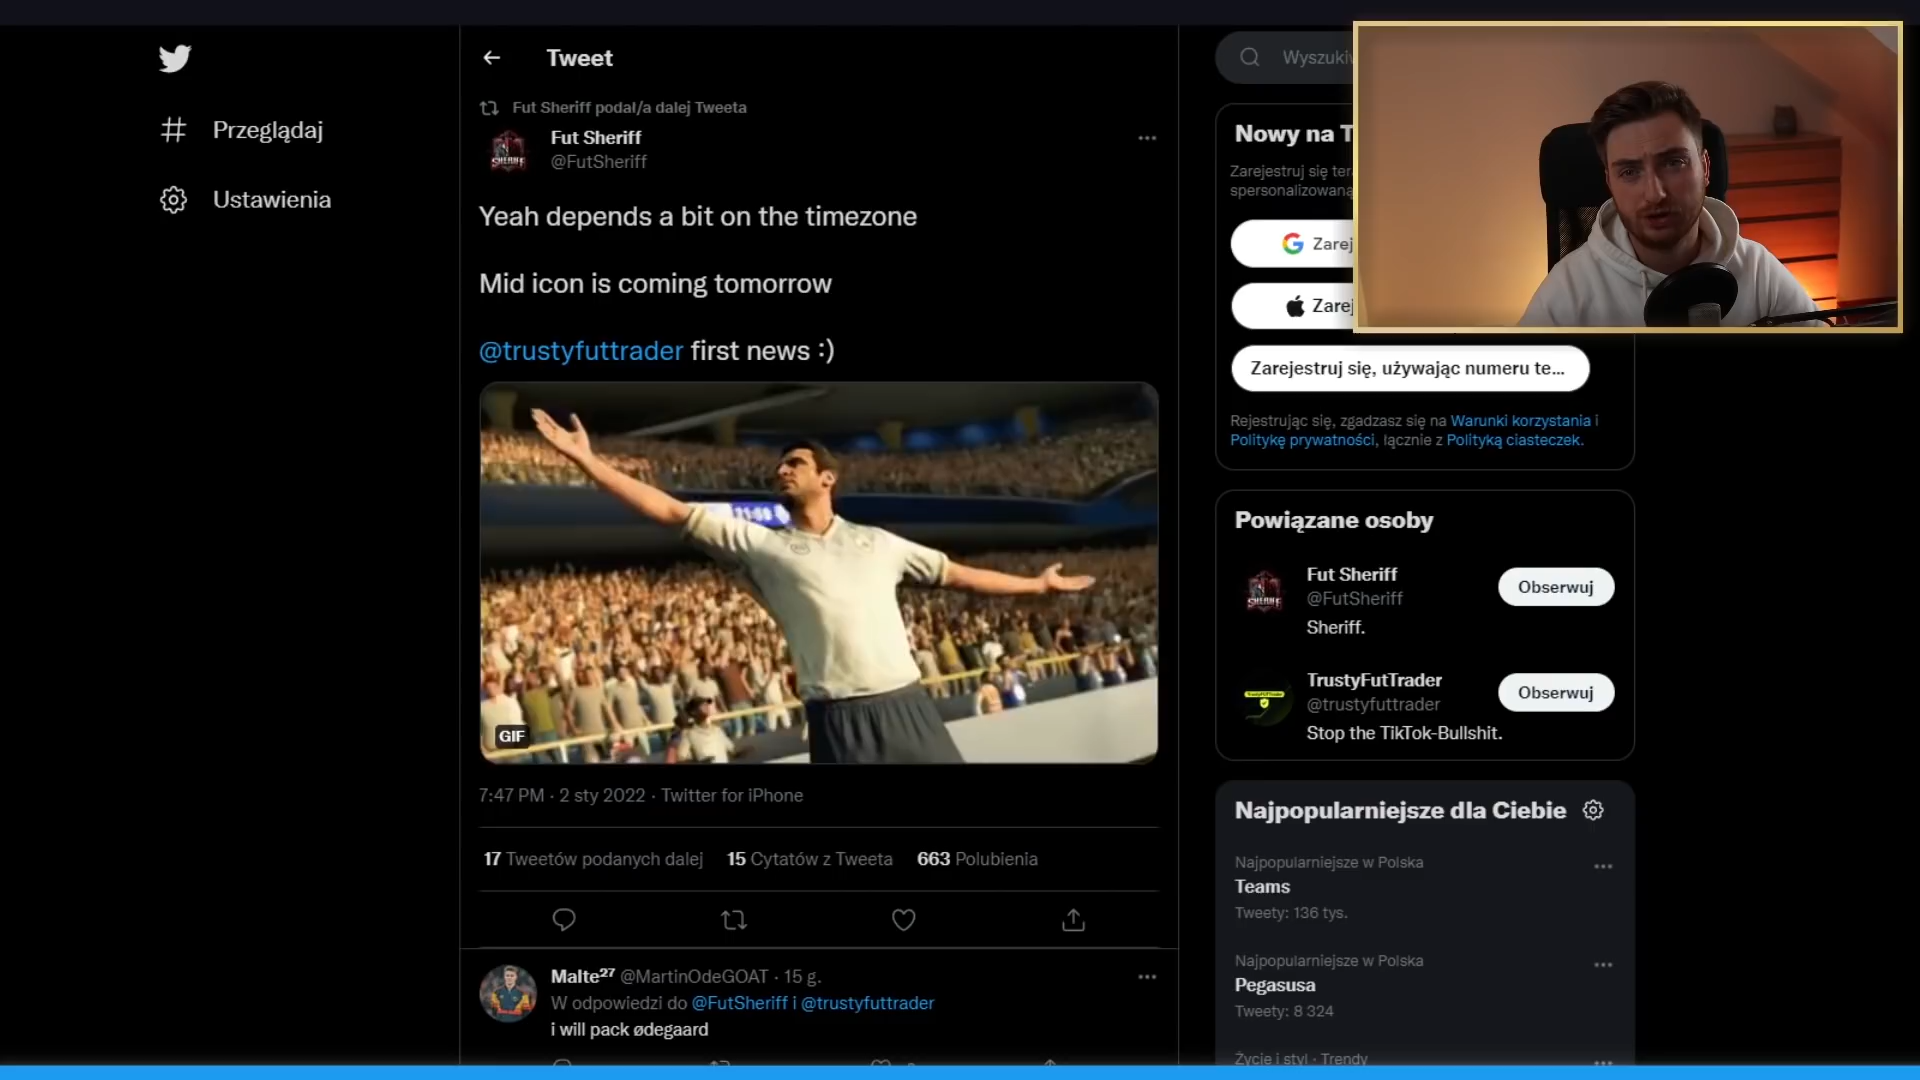 Przeglądaj
Ustawienia
Tweet
Fut Sheriff podał/a dalej Tweeta
Fut Sheriff
@FutSheriff
Yeah depends a bit on the timezone
Mid icon is coming tomorrow
@trustyfuttrader first news :)
GIF
7:47 PM · 2 sty 2022 · Twitter for iPhone
17 Tweetów podanych dalej 15 Cytatów z Tweeta 663 Polubienia
Malte²⁷ @MartinOdeGOAT · 15 g.
W odpowiedzi do @FutSheriff i @trustyfuttrader
i will pack ødegaard
Nowy na T
Zarejestruj się
spersonalizowaną
Zarejestruj się, używając numeru te...
Rejestrując się, zgadzasz się na Warunki korzystania i
Politykę prywatności, łącznie z Polityką ciasteczek.
Powiązane osoby
Fut Sheriff
@FutSheriff
Obserwuj
Sheriff.
TrustyFutTrader
@trustyfuttrader
Obserwuj
Stop the TikTok-Bullshit.
Najpopularniejsze dla Ciebie
Najpopularniejsze w Polska
Teams
Tweety: 136 tys.
Najpopularniejsze w Polska
Pegasusa
Tweety: 8 324
Życie i styl · Trendy